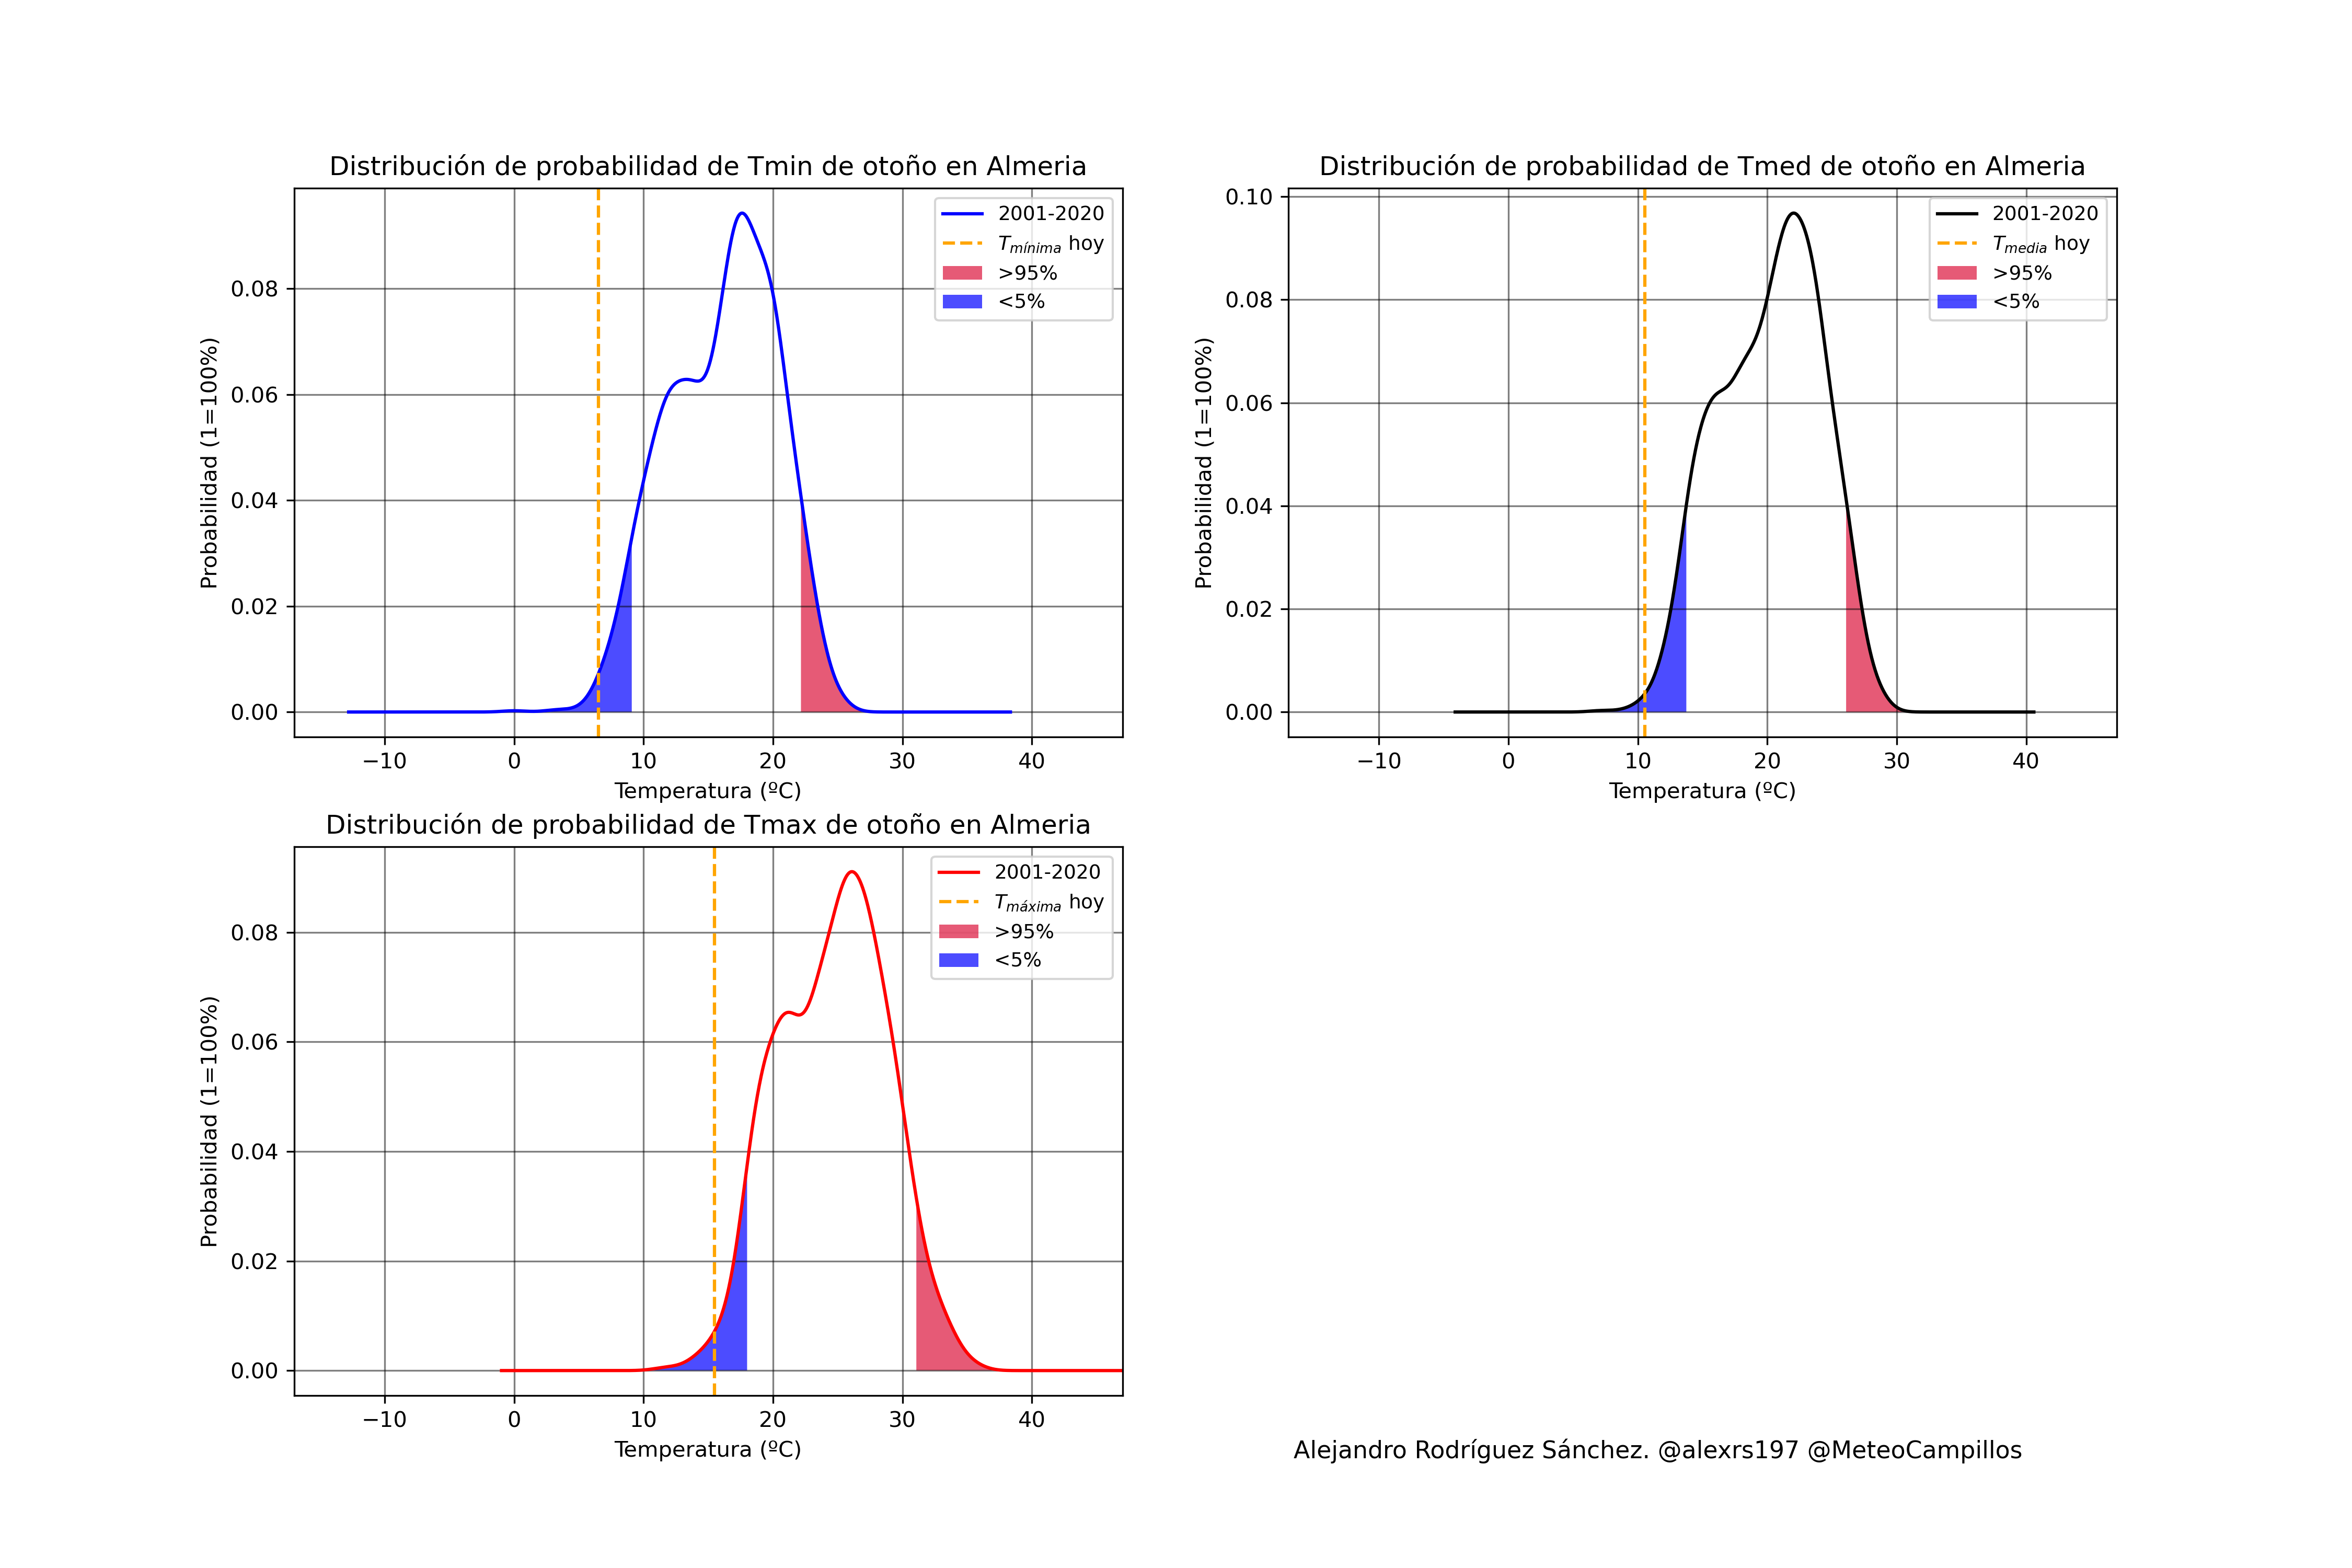 Distribución de probabilidad de Tmin de otoño en Almeria
Probabilidad (1=100%)
0.08
0.06
0.04
0.02
0.00
−10 0 10 20 30 40
Temperatura (ºC)
2001-2020
Tmínima hoy
>95%
<5%
Distribución de probabilidad de Tmed de otoño en Almeria
Probabilidad (1=100%)
0.10
0.08
0.06
0.04
0.02
0.00
−10 0 10 20 30 40
Temperatura (ºC)
2001-2020
Tmedia hoy
>95%
<5%
Distribución de probabilidad de Tmax de otoño en Almeria
Probabilidad (1=100%)
0.08
0.06
0.04
0.02
0.00
−10 0 10 20 30 40
Temperatura (ºC)
2001-2020
Tmáxima hoy
>95%
<5%
Alejandro Rodríguez Sánchez. @alexrs197 @MeteoCampillos